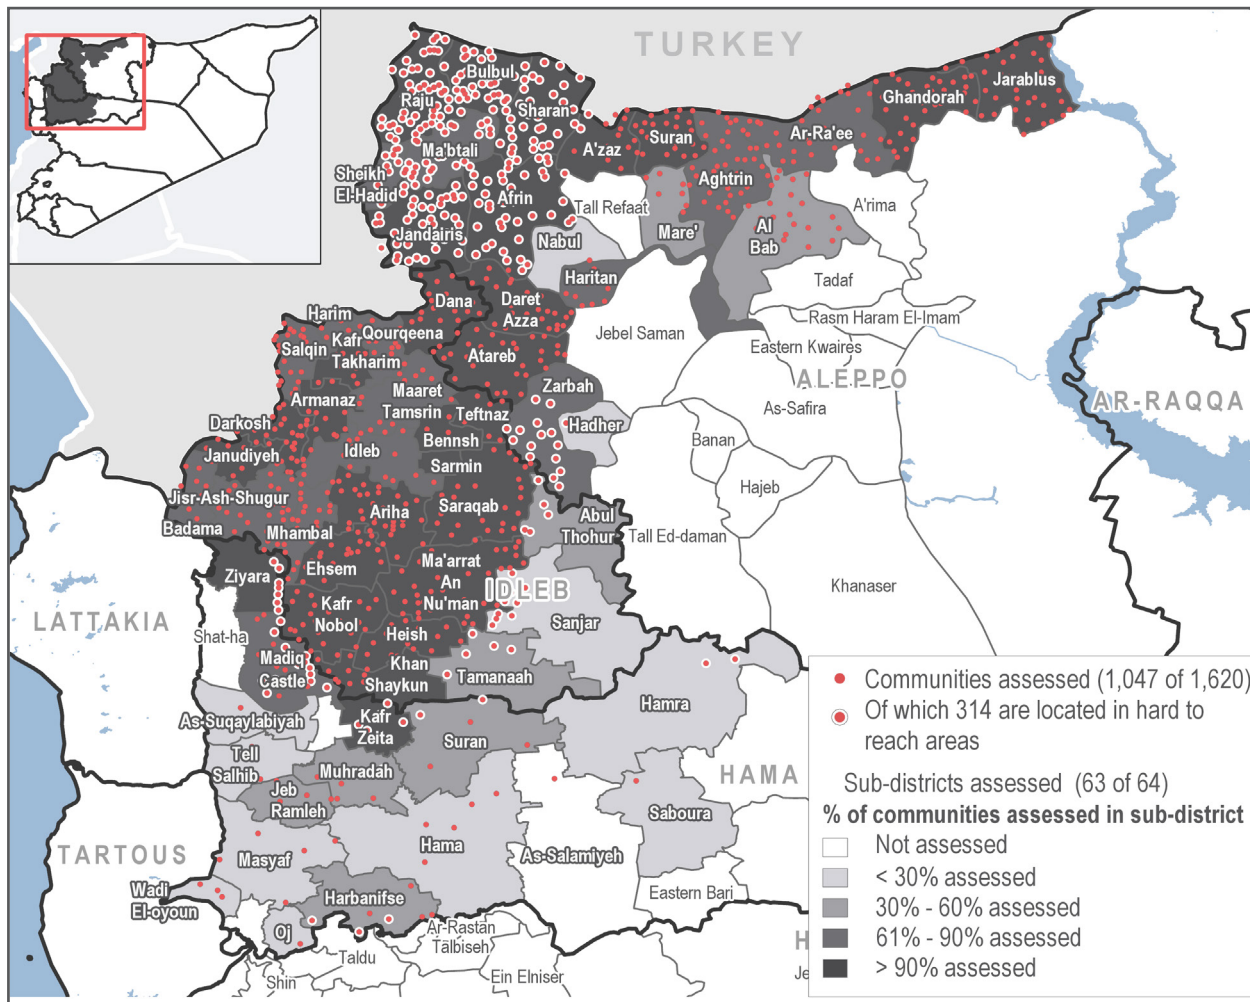 TURKEY
Bulbul
Jarablus
Raju
Ghandorah
Sharan
Ar-Ra'ee
Suran
A'zaz
Ma'btali
Sheikh
El-Hadid
Aghtrin
Afrin
Tall Refaat
A'rima
Mare'
Al
Bab
Jandairis
Nabul
Haritan
Tadaf
Dana
Daret
Azza
Harim
Rasm Haram El-Imam
Qourqeena
Jebel Saman
Kafr
Takharim
Salqin
Eastern Kwaires
Atareb
ALEPPO
Zarbah
Maaret
Tamsrin
Armanaz
AR-RAQQA
As-Safira
Teftnaz
Darkosh
Hadher
Bennsh
Banan
Idleb
Janudiyeh
Sarmin
Hajeb
Jisr-Ash-Shugur
Saraqab
Ariha
Abul
Thohur
Badama
Mhambal
Tall Ed-daman
Ma'arrat
An
Nu'man
Ehsem
Ziyara
IDLEB
Khanaser
Kafr
Nobol
LATTAKIA
Sanjar
Shat-ha
Heish
Madiq
Castle
Khan
Shaykun
Tamanaah
Hamra
As-Suqaylabiyah
Kafr
Zeita
Suran
Tell
Salhib
Muhradah
HAMA
Jeb
Ramleh
Saboura
Hama
TARTOUS
Masyaf
As-Salamiyeh
Wadi
El-oyoun
Harbanifse
Eastern Bari
Oj
Ar-Rastan
Talbiseh
H
Taldu
Je
Shin
Ein Elniser
Communities assessed (1,047 of 1,620)
Of which 314 are located in hard to
reach areas
Sub-districts assessed (63 of 64)
% of communities assessed in sub-district
Not assessed
< 30% assessed
30% - 60% assessed
61% - 90% assessed
> 90% assessed